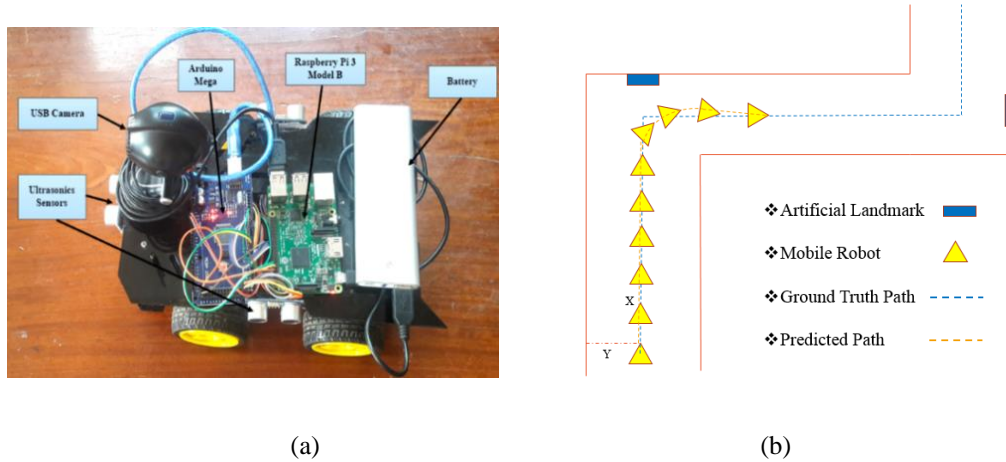 Arduino
Mega
Raspberry Pi 3
Model B
Battery
USB Camera
Ultrasonics
Sensors
X
Y
❖Artificial Landmark
❖Mobile Robot
❖Ground Truth Path
❖Predicted Path
(a)
(b)